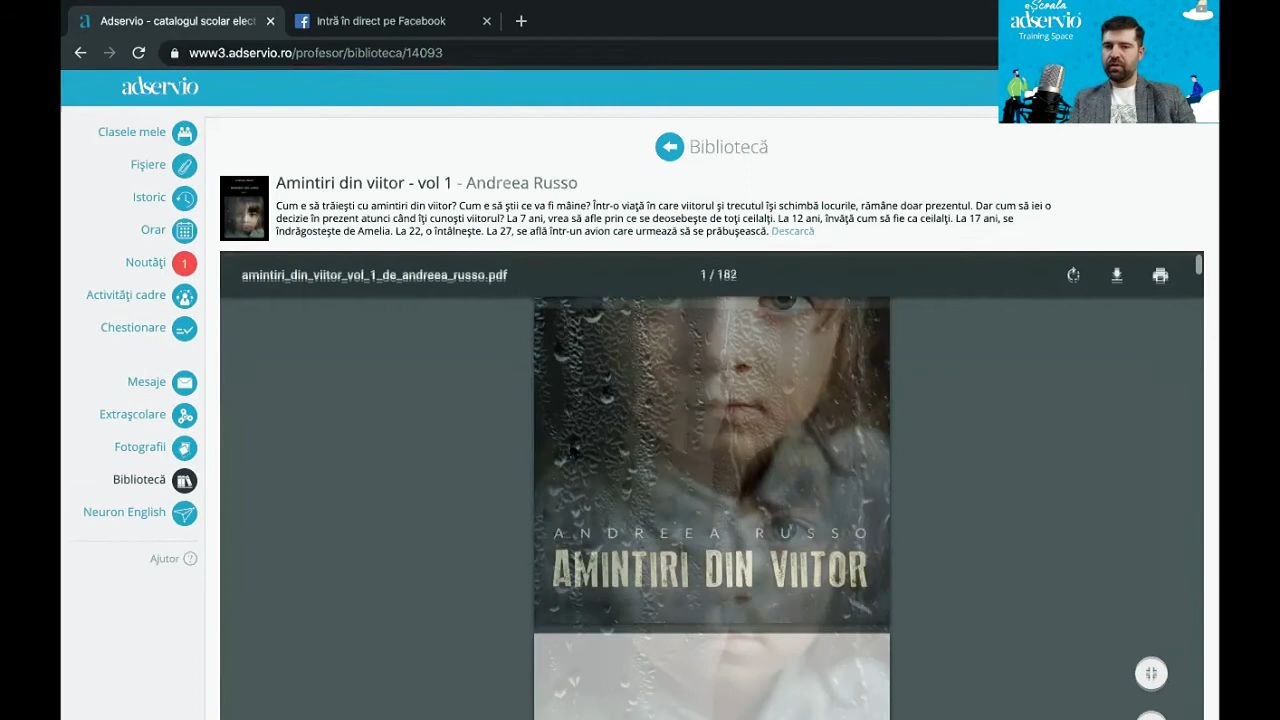 Adservio - catalogul scolar elect
Intră în direct pe Facebook
www3.adservio.ro/profesor/biblioteca/14093
eȘcoala
adservio
Training Space
adservio
Clasele mele
Fișiere
Istoric
Orar
Noutăți 1
Activități cadre
Chestionare
Mesaje
Extrașcolare
Fotografii
Bibliotecă
Neuron English
Ajutor ?
Bibliotecă
Amintiri din viitor - vol 1 - Andreea Russo
Cum e să trăiești cu amintiri din viitor? Cum e să știi ce va fi mâine? Într-o viață în care viitorul și trecutul își schimbă locurile, rămâne doar prezentul. Dar cum să iei o
decizie în prezent atunci când îți cunoști viitorul? La 7 ani, vrea să afle prin ce se deosebește de toți ceilalți. La 12 ani, învăță cum să fie ca ceilalți. La 17 ani, se
îndrăgostește de Amelia. La 22, o întâlnește. La 27, se află într-un avion care urmează să se prăbușească. Descarcă
amintiri_din_viitor_vol_1_de_andreea_russo.pdf
1 / 182
ANDREEA RUSSO
AMINTIRI DIN VIITOR